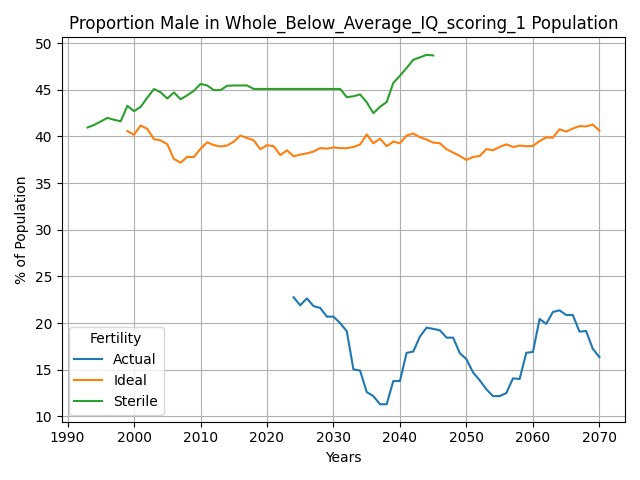 Proportion Male in Whole_Below_Average_IQ_scoring_1 Population
% of Population
50
45
40
35
30
25
20
15
10
Fertility
Actual
Ideal
Sterile
1990 2000 2010 2020 2030 2040 2050 2060 2070
Years